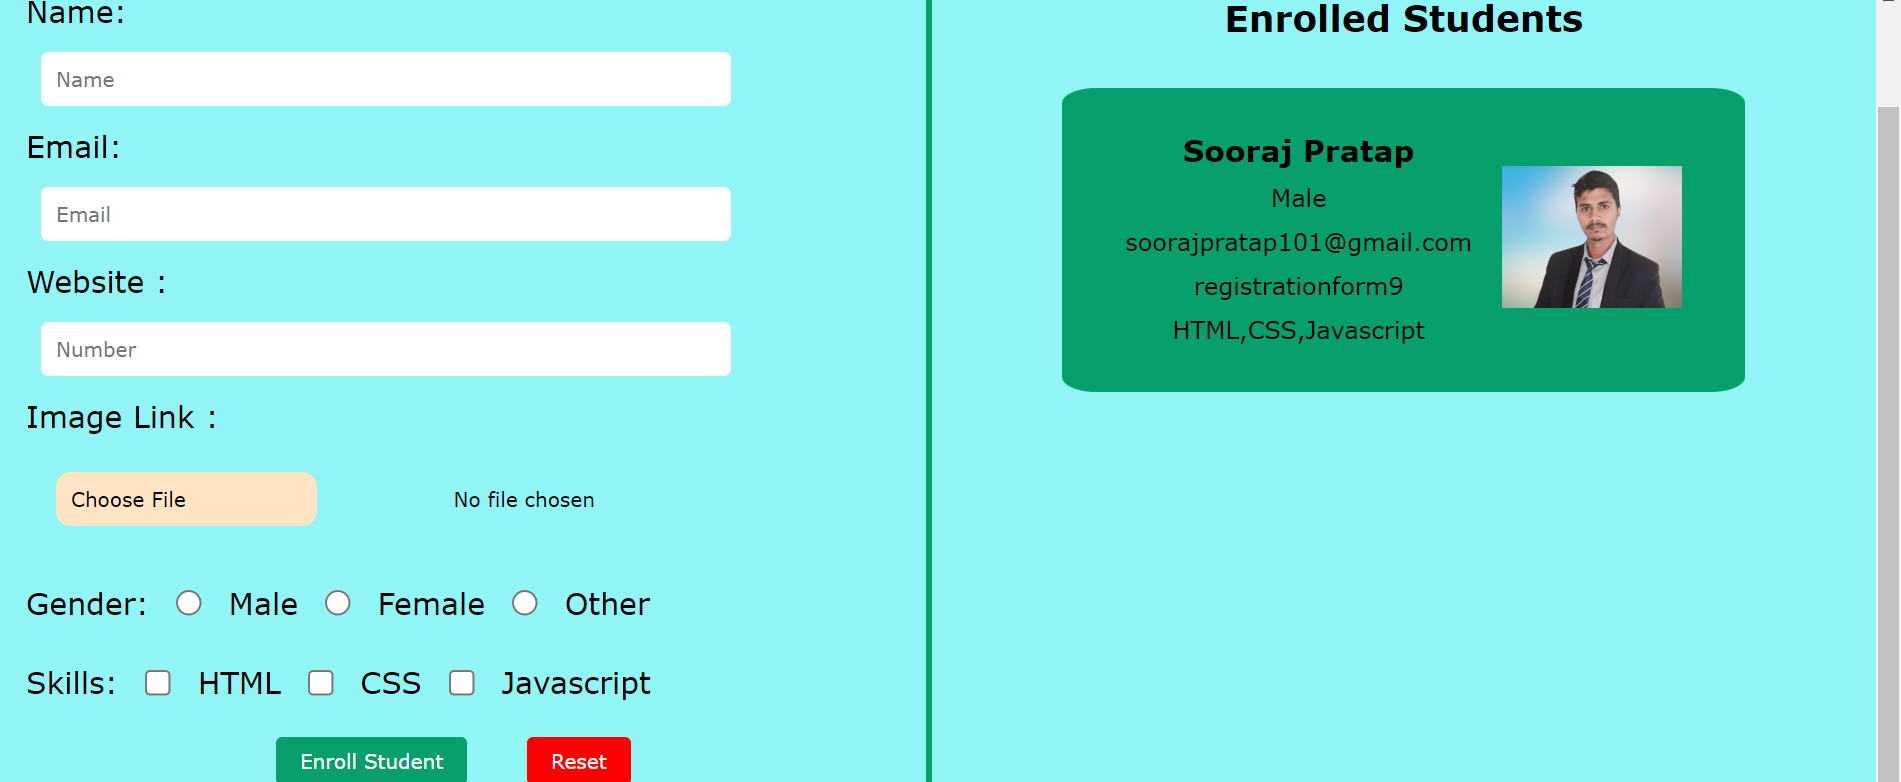 Name:
Name
Email:
Email
Website :
Number
Image Link :
Choose File No file chosen
Gender: Male Female Other
Skills: HTML CSS Javascript
Enroll Student Reset
Enrolled Students
Sooraj Pratap
Male
soorajpratap101@gmail.com
registrationform9
HTML,CSS,Javascript